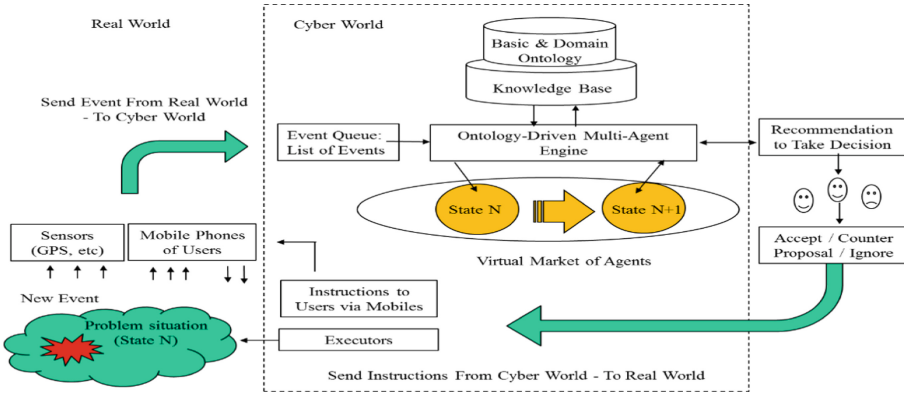 Real World
Cyber World
Basic & Domain
Ontology
Knowledge Base
Send Event From Real World
- To Cyber World
Event Queue:
List of Events
Ontology-Driven Multi-Agent
Engine
Recommendation
to Take Decision
State N
State N+1
Sensors
(GPS, etc)
Mobile Phones
of Users
Virtual Market of Agents
Accept / Counter
Proposal / Ignore
New Event
Instructions to
Users via Mobiles
Problem situation
(State N)
Executors
Send Instructions From Cyber World - To Real World